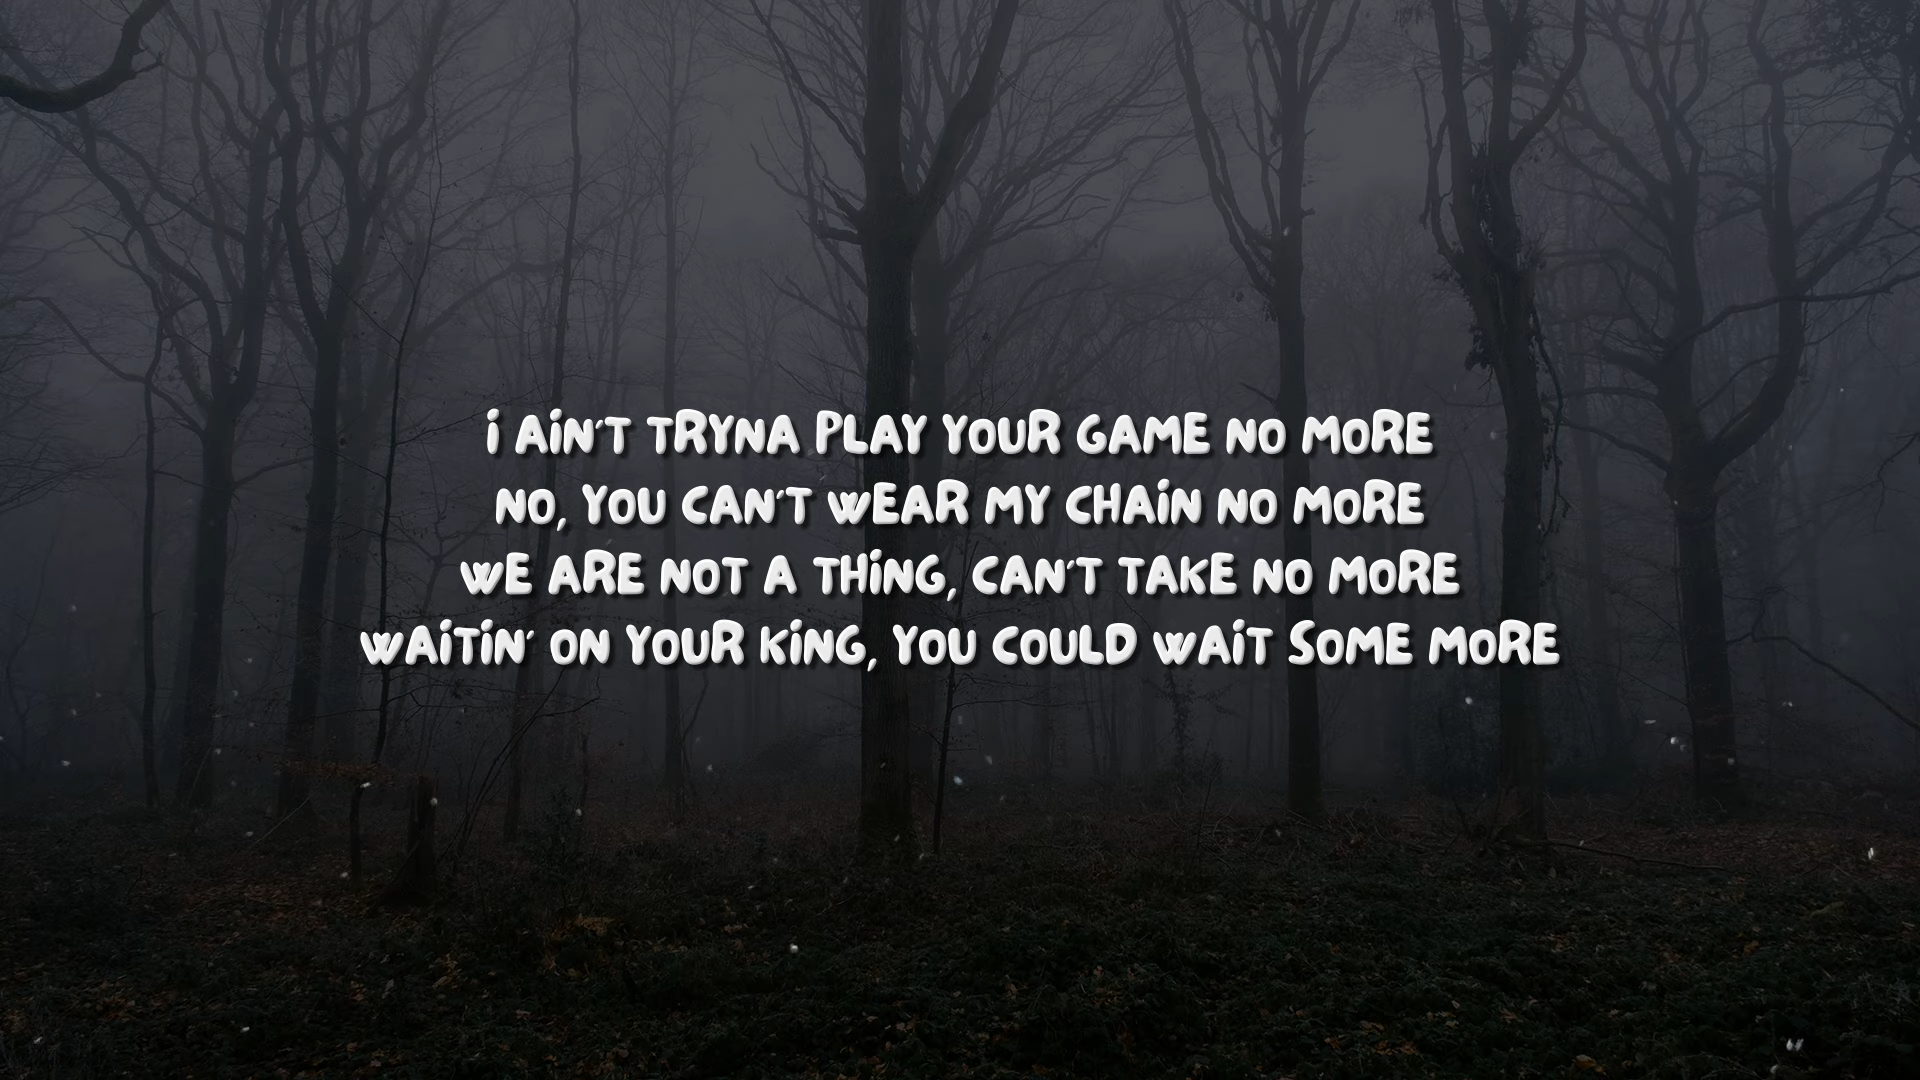 I AIN'T TRYNA PLAY YOUR GAME NO MORE
NO, YOU CAN'T WEAR MY CHAIN NO MORE
WE ARE NOT A THING, CAN'T TAKE NO MORE
WAITIN' ON YOUR KING, YOU COULD WAIT SOME MORE